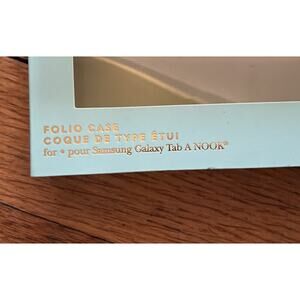 FOLIO CASE
COQUE DE TYPE ÉTUI
for • pour Samsung Galaxy Tab A NOOK®